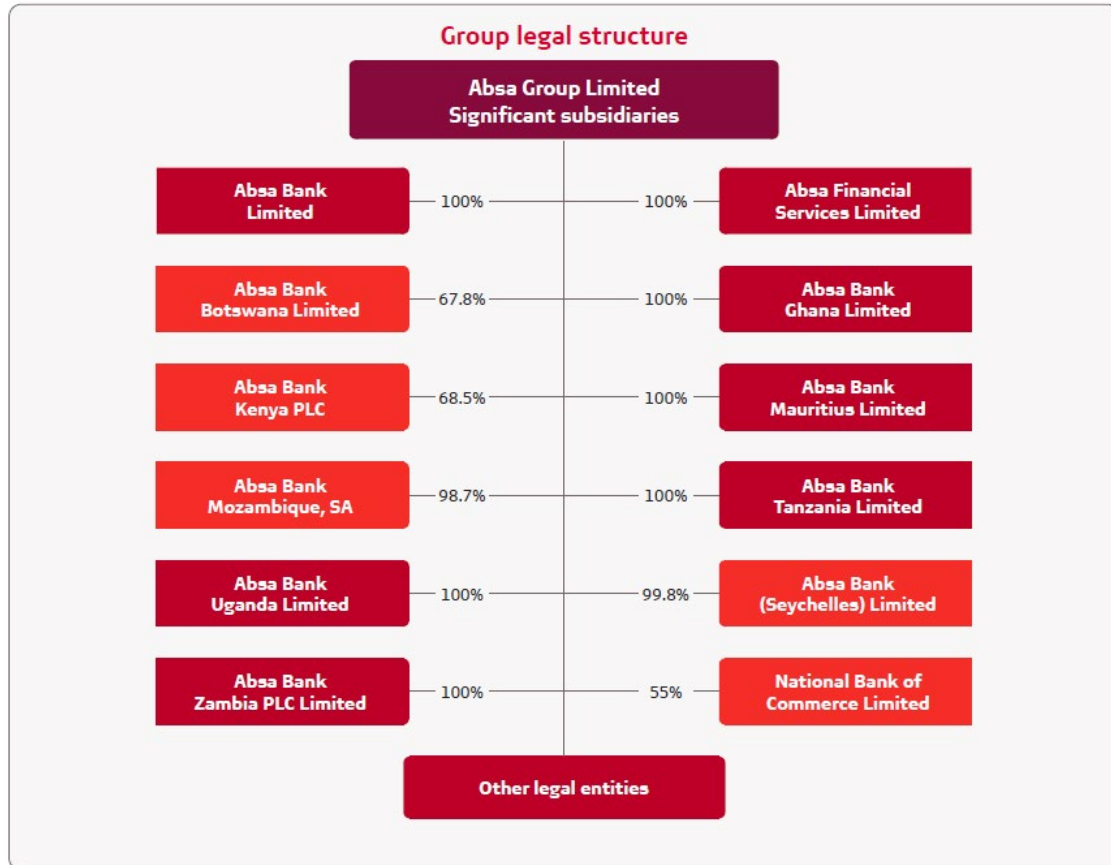 Group legal structure
Absa Group Limited
Significant subsidiaries
Absa Bank
Limited
100%
100%
Absa Financial
Services Limited
Absa Bank
Botswana Limited
67.8%
100%
Absa Bank
Ghana Limited
Absa Bank
Kenya PLC
68.5%
100%
Absa Bank
Mauritius Limited
Absa Bank
Mozambique, SA
98.7%
100%
Absa Bank
Tanzania Limited
Absa Bank
Uganda Limited
100%
99.8%
Absa Bank
(Seychelles) Limited
Absa Bank
Zambia PLC Limited
100%
55%
National Bank of
Commerce Limited
Other legal entities